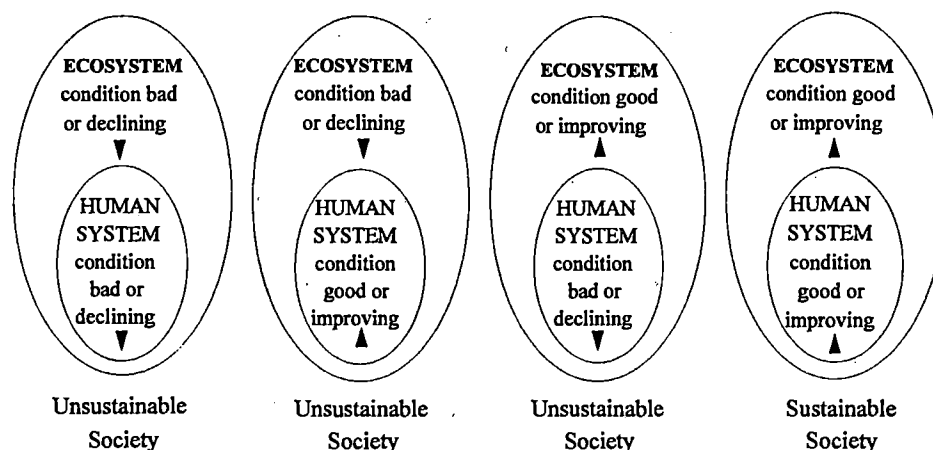 ECOSYSTEM
condition bad
or declining
HUMAN
SYSTEM
condition
bad or
declining
Unsustainable
Society
ECOSYSTEM
condition bad
or declining
HUMAN
SYSTEM
condition
good or
improving
Unsustainable
Society
ECOSYSTEM
condition good
or improving
HUMAN
SYSTEM
condition
bad or
declining
Unsustainable
Society
ECOSYSTEM
condition good
or improving
HUMAN
SYSTEM
condition
good or
improving
Sustainable
Society